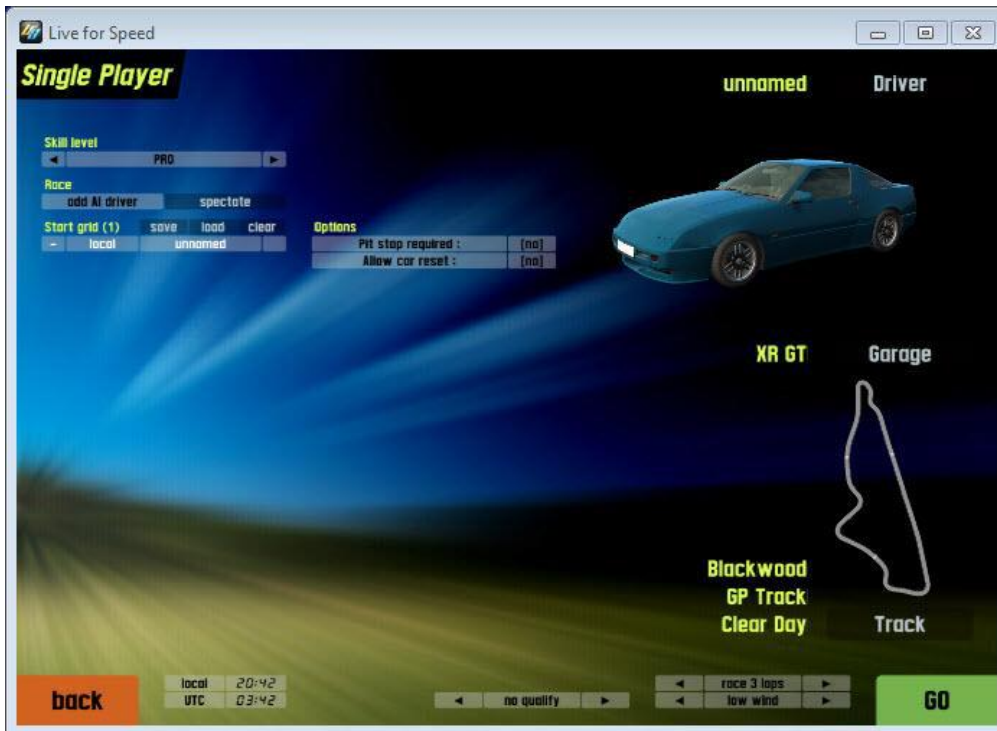 Live for Speed
Single Player
unnamed Driver
Skill level
PRO
Race
add AI driver spectate
Start grid (1) save load clear
- local unnamed
Options
Pit stop required : [no]
Allow car reset : [no]
XR GT Garage
Blackwood
GP Track
Clear Day Track
back
local 20:42
UTC 03:42
no qualify
race 3 laps
low wind
GO